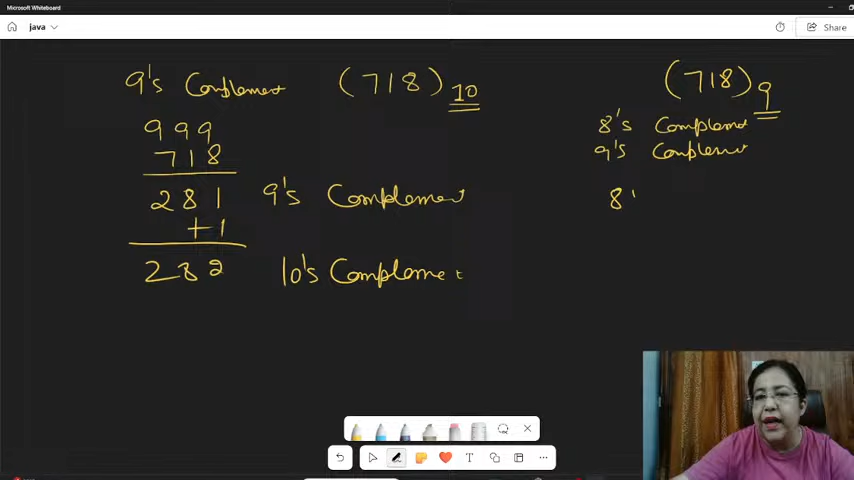 Microsoft Whiteboard
java
Share
9's Complement (718)10
999
718
281 9's Complement
+1
282 10's Complement
(718)9
8's Complement
9's Complement
8'